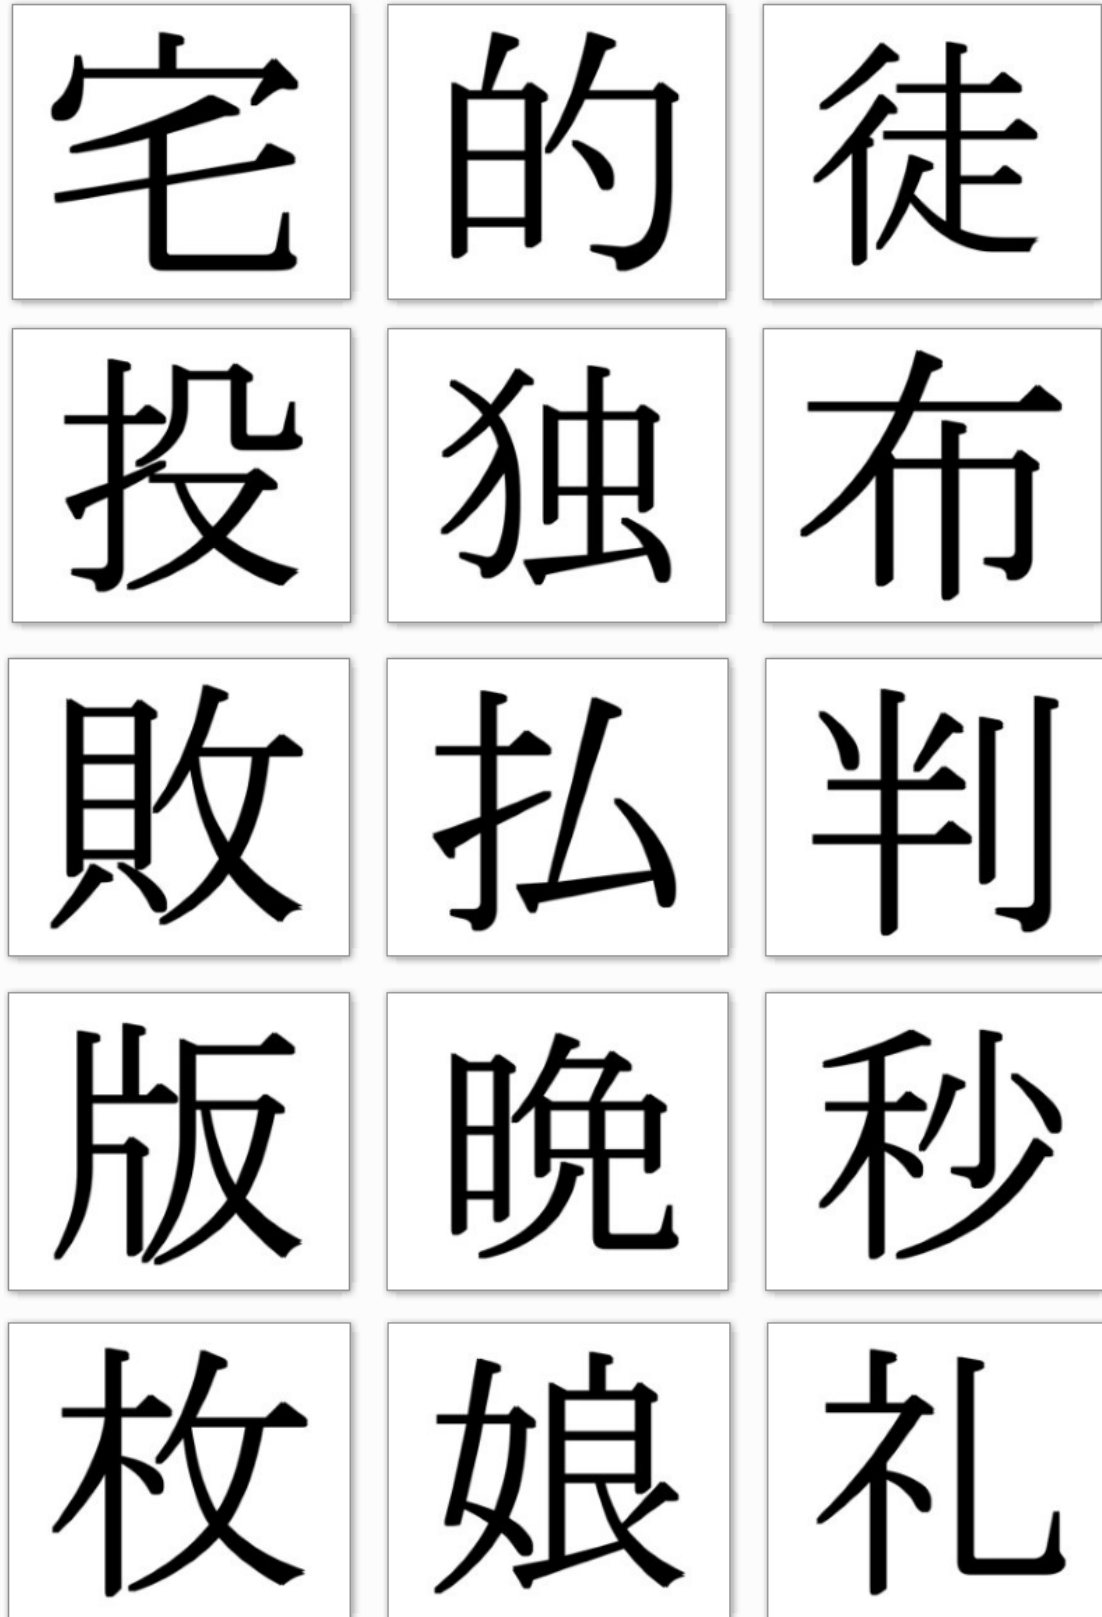 宅 的 徒
投 独 布
敗 払 判
版 晩 秒
枚 娘 礼